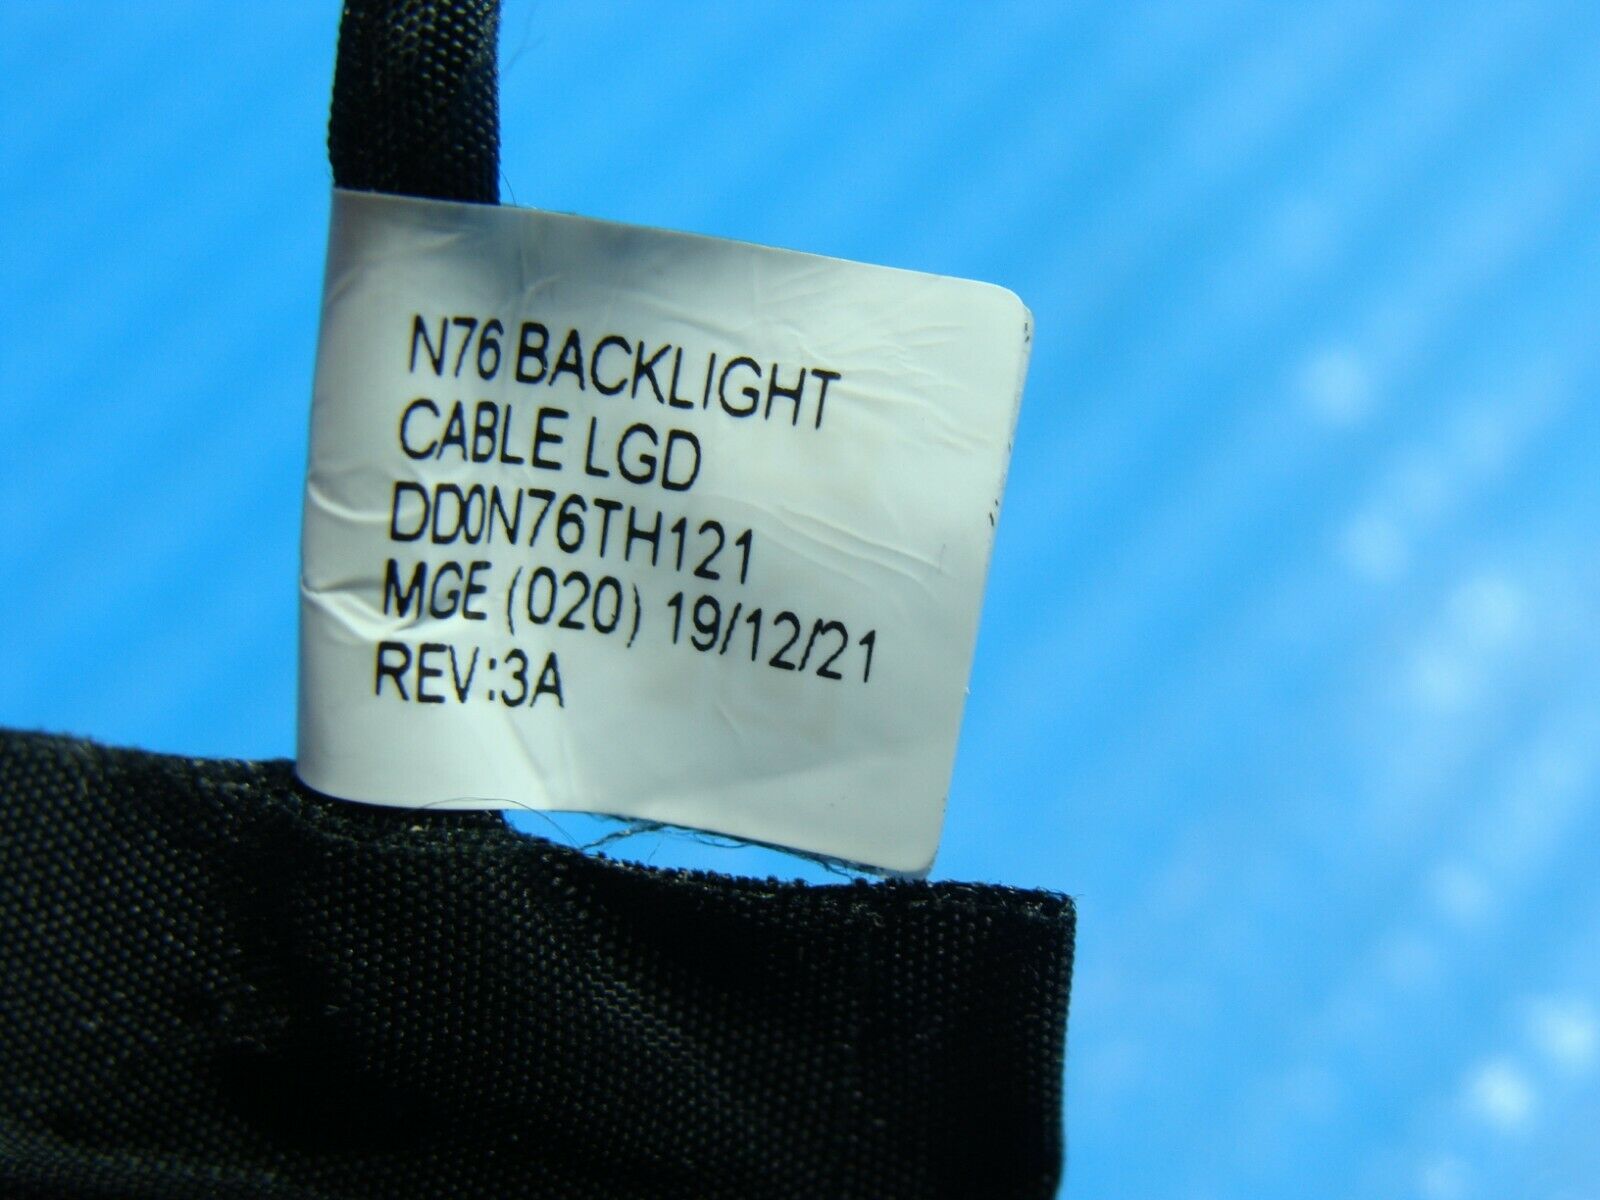 N76 BACKLIGHT
CABLE LGD
DD0N76TH121
MGE (020) 19/12/21
REV:3A